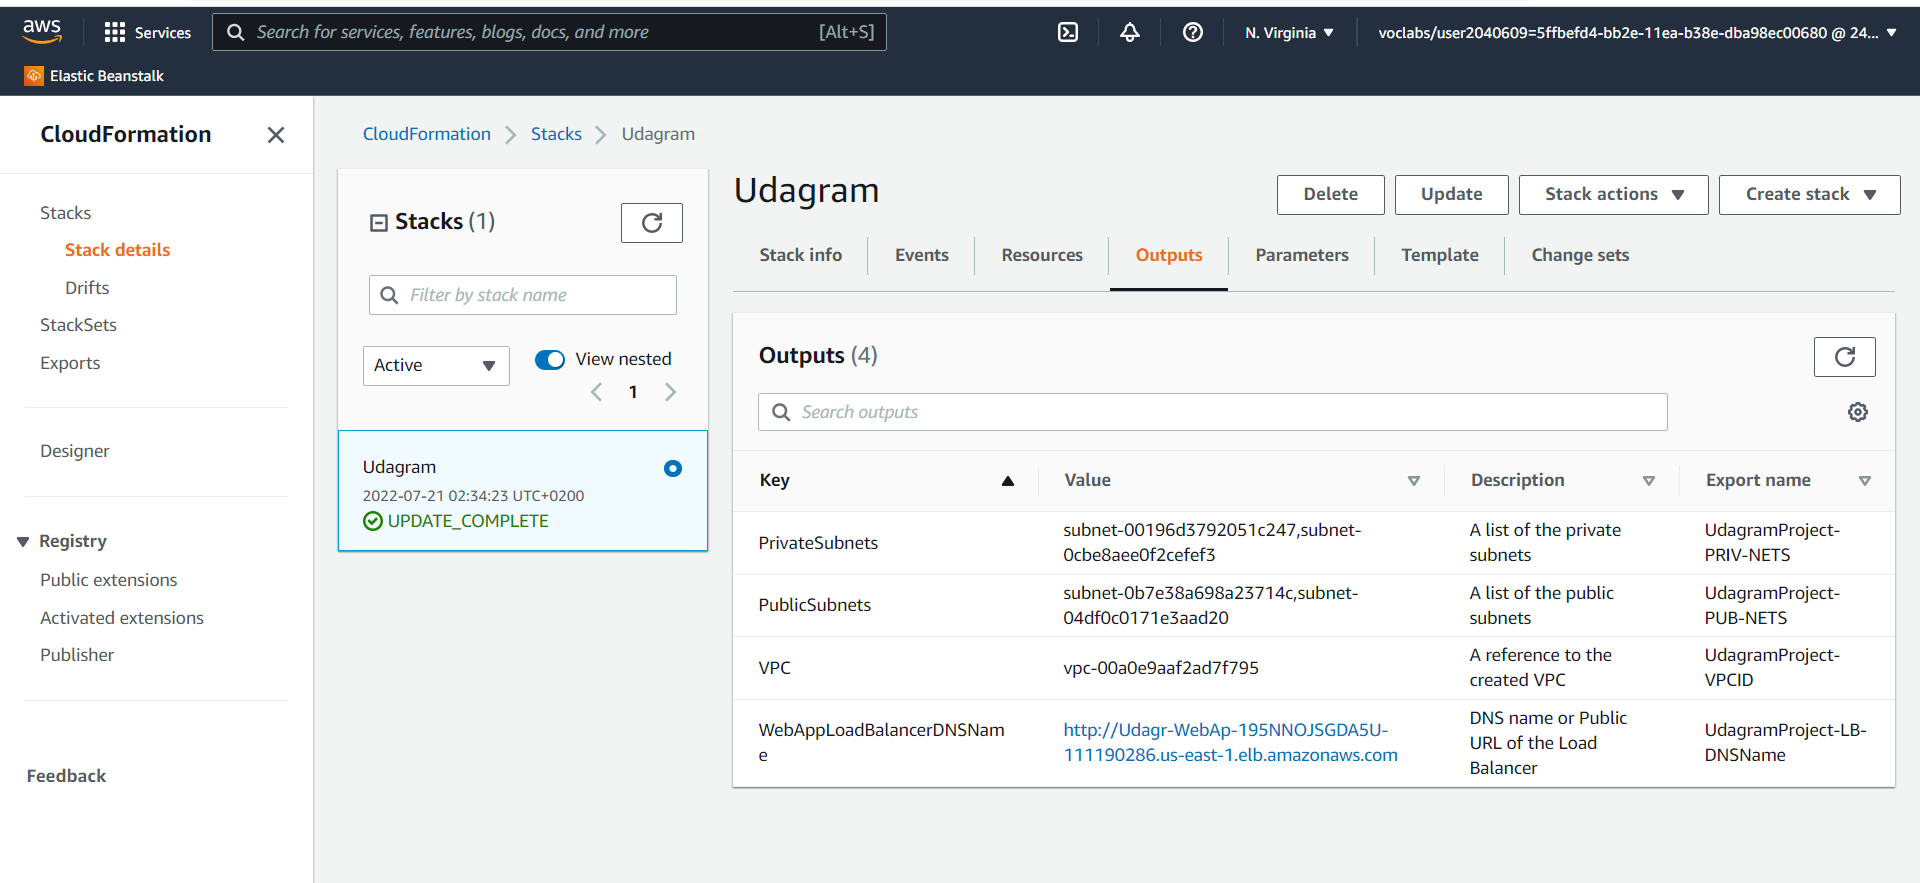 aws
Services
Search for services, features, blogs, docs, and more
[Alt+S]
N. Virginia
voclabs/user2040609=5ffbefd4-bb2e-11ea-b38e-dba98ec00680 @ 24...
Elastic Beanstalk
CloudFormation
Stacks
Stack details
Drifts
StackSets
Exports
Designer
Registry
Public extensions
Activated extensions
Publisher
Feedback
CloudFormation
Stacks
Udagram
Stacks (1)
Filter by stack name
Active
View nested
1
Udagram
2022-07-21 02:34:23 UTC+0200
UPDATE_COMPLETE
Udagram
Delete
Update
Stack actions
Create stack
Stack info
Events
Resources
Outputs
Parameters
Template
Change sets
Outputs (4)
Search outputs
Key
Value
Description
Export name
PrivateSubnets
subnet-00196d3792051c247,subnet-
0cbe8aee0f2cefef3
A list of the private
subnets
UdagramProject-
PRIV-NETS
PublicSubnets
subnet-0b7e38a698a23714c,subnet-
04df0c0171e3aad20
A list of the public
subnets
UdagramProject-
PUB-NETS
VPC
vpc-00a0e9aaf2ad7f795
A reference to the
created VPC
UdagramProject-
VPCID
WebAppLoadBalancerDNSNam
e
http://Udagr-WebAp-195NNOJSGDA5U-
111190286.us-east-1.elb.amazonaws.com
DNS name or Public
URL of the Load
Balancer
UdagramProject-LB-
DNSName